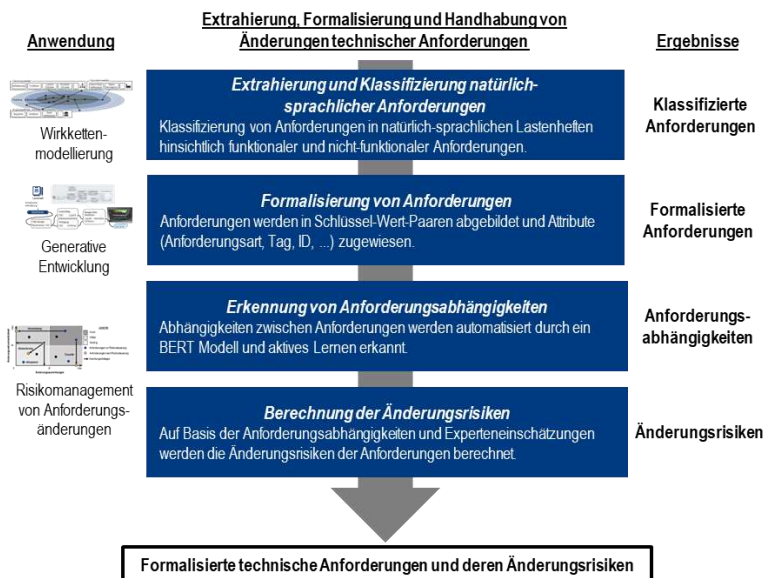 Extrahierung, Formalisierung und Handhabung von
Änderungen technischer Anforderungen
Anwendung
Ergebnisse
Extrahierung und Klassifizierung natürlich-
sprachlicher Anforderungen
Klassifizierung von Anforderungen in natürlich-sprachlichen Lastenheften
hinsichtlich funktionaler und nicht-funktionaler Anforderungen.
Wirkketten-
modellierung
Klassifizierte
Anforderungen
Formalisierung von Anforderungen
Anforderungen werden in Schlüssel-Wert-Paaren abgebildet und Attribute
(Anforderungsart, Tag, ID, ...) zugewiesen.
Generative
Entwicklung
Formalisierte
Anforderungen
Erkennung von Anforderungsabhängigkeiten
Abhängigkeiten zwischen Anforderungen werden automatisiert durch ein
BERT Modell und aktives Lernen erkannt.
Anforderungs-
abhängigkeiten
Risikomanagement
von Anforderungs-
änderungen
Berechnung der Änderungsrisiken
Auf Basis der Anforderungsabhängigkeiten und Experteneinschätzungen
werden die Änderungsrisiken der Anforderungen berechnet.
Änderungsrisiken
Formalisierte technische Anforderungen und deren Änderungsrisiken